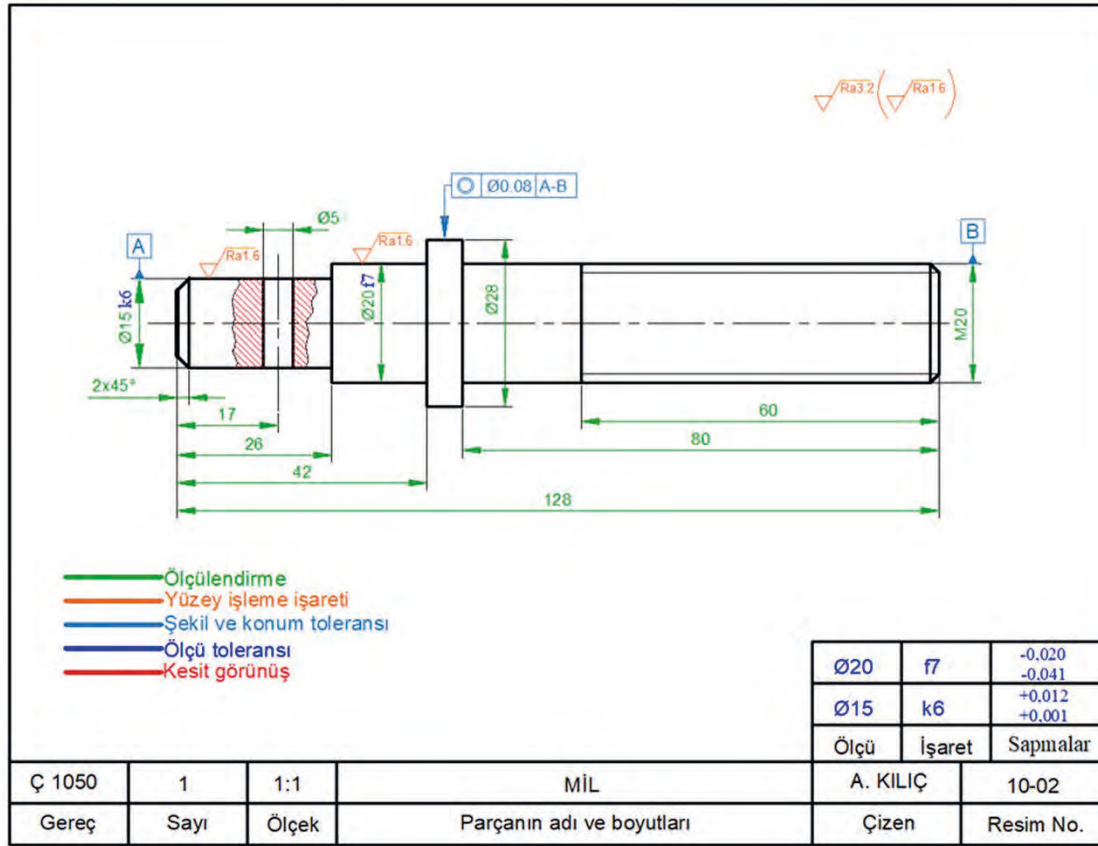 Ra3.2 ( Ra1.6 )
Ø0.08 A-B
Ø5
A
Ra1.6
Ra1.6
B
Ø15 k6
Ø20 f7
Ø28
M20
2x45°
17
60
26
80
42
128
Ölçülendirme
Yüzey işleme işareti
Şekil ve konum toleransı
Ölçü toleransı
Kesit görünüş
Ø20 f7 -0,020
-0,041
Ø15 k6 +0,012
+0,001
Ölçü İşaret Sapmalar
Ç 1050 1 1:1 MİL A. KILIÇ 10-02
Gereç Sayı Ölçek Parçanın adı ve boyutları Çizen Resim No.